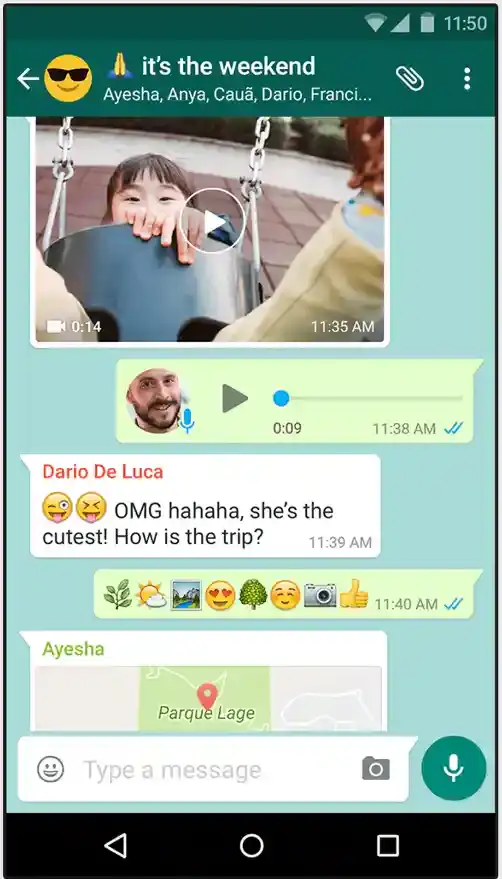 11:50
🙏 it's the weekend
Ayesha, Anya, Cauã, Dario, Franci...
0:14
11:35 AM
0:09
11:38 AM
Dario De Luca
😜😝 OMG hahaha, she's the
cutest! How is the trip?
11:39 AM
🌿🌤🏞😍🌳☺️📷👍 11:40 AM
Ayesha
Parque Lage
Type a message